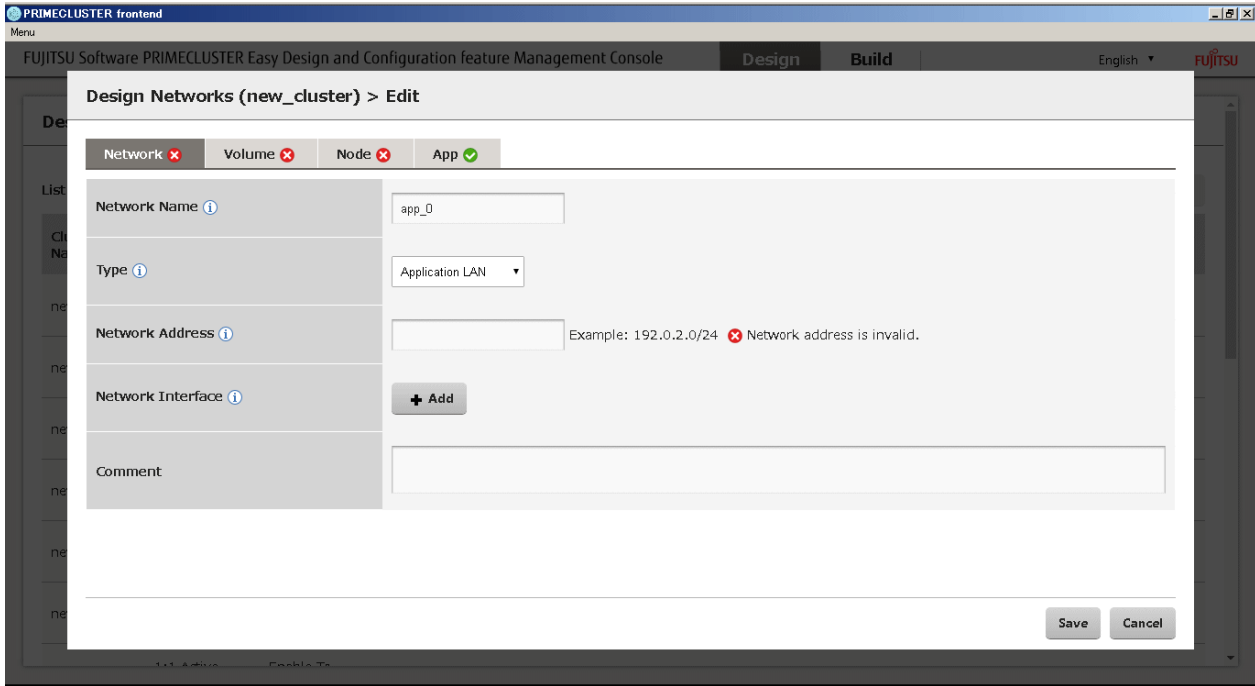 PRIMECLUSTER frontend
Menu
FUJITSU Software PRIMECLUSTER Easy Design and Configuration feature Management Console Design Build English ▼ FUJITSU
Design Networks (new_cluster) > Edit
Network Volume Node App
List
Network Name
app_0
Type
Application LAN
Network Address
Example: 192.0.2.0/24 Network address is invalid.
Network Interface
+ Add
Comment
Save Cancel